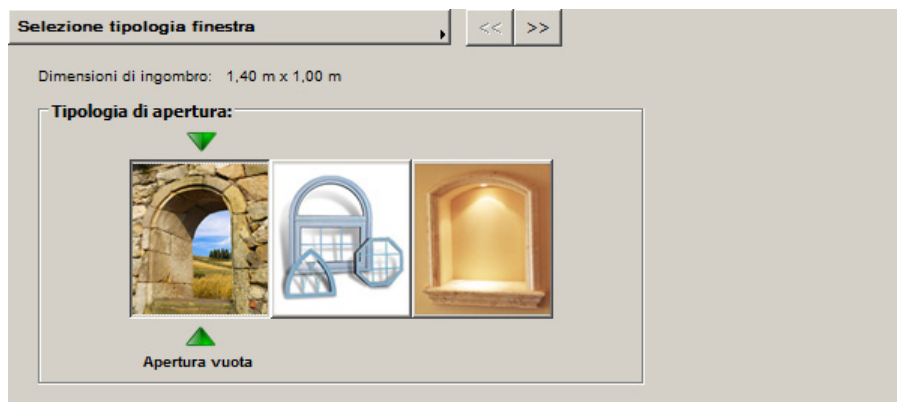 Selezione tipologia finestra
<< >>
Dimensioni di ingombro: 1,40 m x 1,00 m
Tipologia di apertura:
Apertura vuota